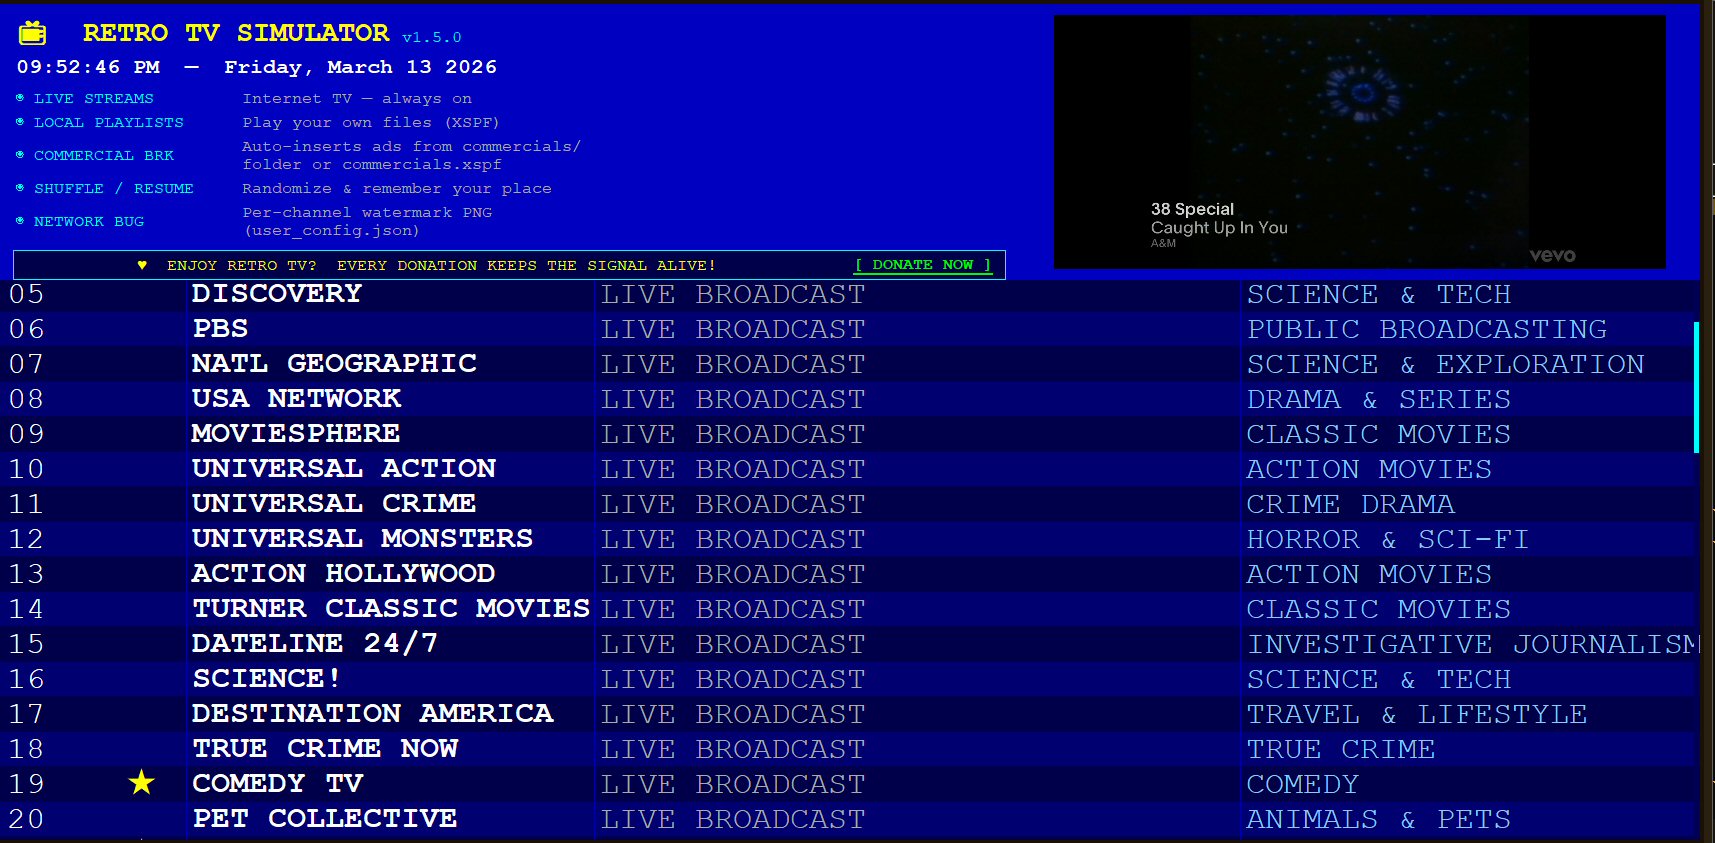 RETRO TV SIMULATOR v1.5.0
09:52:46 PM — Friday, March 13 2026
LIVE STREAMS Internet TV — always on
LOCAL PLAYLISTS Play your own files (XSPF)
COMMERCIAL BRK Auto-inserts ads from commercials/
folder or commercials.xspf
SHUFFLE / RESUME Randomize & remember your place
NETWORK BUG Per-channel watermark PNG
(user_config.json)
♥ ENJOY RETRO TV? EVERY DONATION KEEPS THE SIGNAL ALIVE! [ DONATE NOW ]
38 Special
Caught Up In You
A&M
vevo
05 DISCOVERY LIVE BROADCAST SCIENCE & TECH
06 PBS LIVE BROADCAST PUBLIC BROADCASTING
07 NATL GEOGRAPHIC LIVE BROADCAST SCIENCE & EXPLORATION
08 USA NETWORK LIVE BROADCAST DRAMA & SERIES
09 MOVIESPHERE LIVE BROADCAST CLASSIC MOVIES
10 UNIVERSAL ACTION LIVE BROADCAST ACTION MOVIES
11 UNIVERSAL CRIME LIVE BROADCAST CRIME DRAMA
12 UNIVERSAL MONSTERS LIVE BROADCAST HORROR & SCI-FI
13 ACTION HOLLYWOOD LIVE BROADCAST ACTION MOVIES
14 TURNER CLASSIC MOVIES LIVE BROADCAST CLASSIC MOVIES
15 DATELINE 24/7 LIVE BROADCAST INVESTIGATIVE JOURNALISM
16 SCIENCE! LIVE BROADCAST SCIENCE & TECH
17 DESTINATION AMERICA LIVE BROADCAST TRAVEL & LIFESTYLE
18 TRUE CRIME NOW LIVE BROADCAST TRUE CRIME
19 ★ COMEDY TV LIVE BROADCAST COMEDY
20 PET COLLECTIVE LIVE BROADCAST ANIMALS & PETS